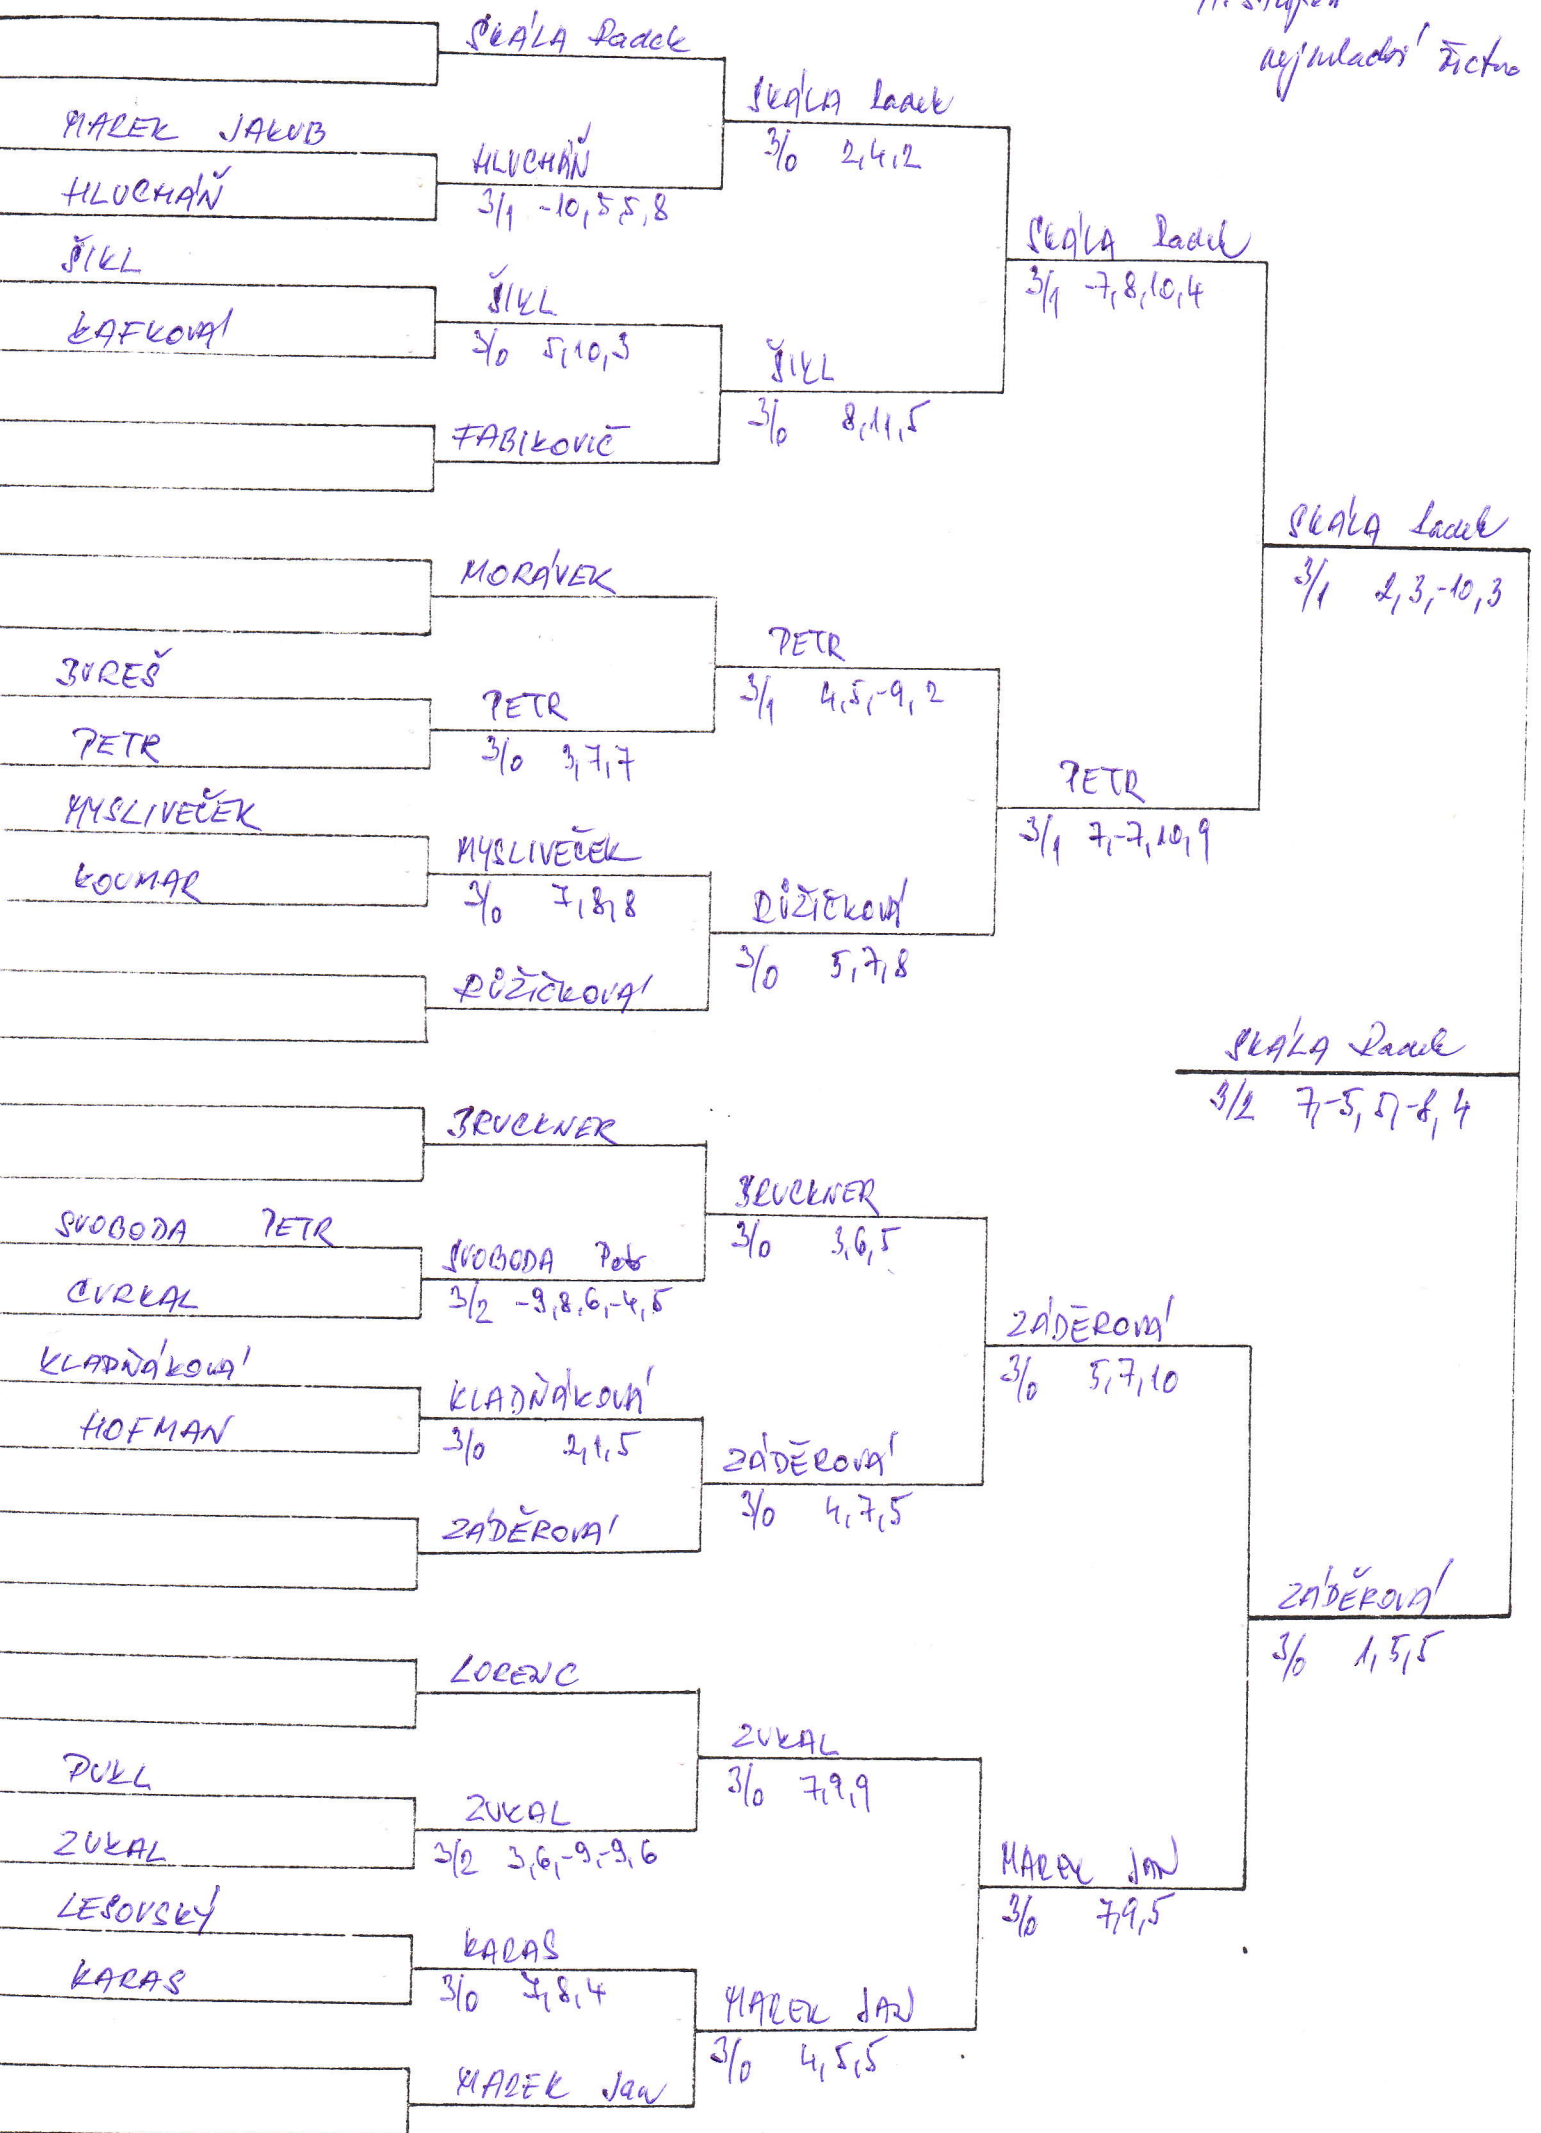 nejmladší žactvo
SKÁLA Radek
SKÁLA Radek
3/0 2,4,2
MAREK JAKUB
HLUCHÁŇ
HLUCHÁŇ
3/1 -10,5,5,8
SKÁLA Radek
3/1 -7,8,10,4
ŠIKL
KAFKOVÁ
ŠIKL
3/0 5,10,3
ŠIKL
3/0 8,11,5
FABIKOVIČ
SKÁLA Radek
3/1 2,3,-10,3
MORÁVEK
PETR
3/1 4,5,-9,2
BUREŠ
PETR
PETR
3/0 3,7,7
PETR
3/1 7,-7,10,9
MYSLIVEČEK
KOUMAR
MYSLIVEČEK
3/0 7,8,8
RŮŽIČKOVÁ
3/0 5,7,8
RŮŽIČKOVÁ
SKÁLA Radek
3/2 7,-5,5,-8,4
BRUCKNER
BRUCKNER
3/0 3,6,5
SVOBODA PETR
CVRKAL
SVOBODA Petr
3/2 -9,8,6,-4,5
ZÁDĚROVÁ
3/0 5,7,10
KLADŇÁKOVÁ
HOFMAN
KLADŇÁKOVÁ
3/0 2,1,5
ZÁDĚROVÁ
3/0 4,7,5
ZÁDĚROVÁ
ZÁDĚROVÁ
3/0 1,5,5
LORENC
ZUKAL
3/0 7,9,9
PUKL
ZUKAL
ZUKAL
3/2 3,6,-9,-9,6
MAREK JAN
3/0 7,9,5
LESOVSKÝ
KARAS
KARAS
3/0 7,8,4
MAREK JAN
3/0 4,5,5
MAREK Jan